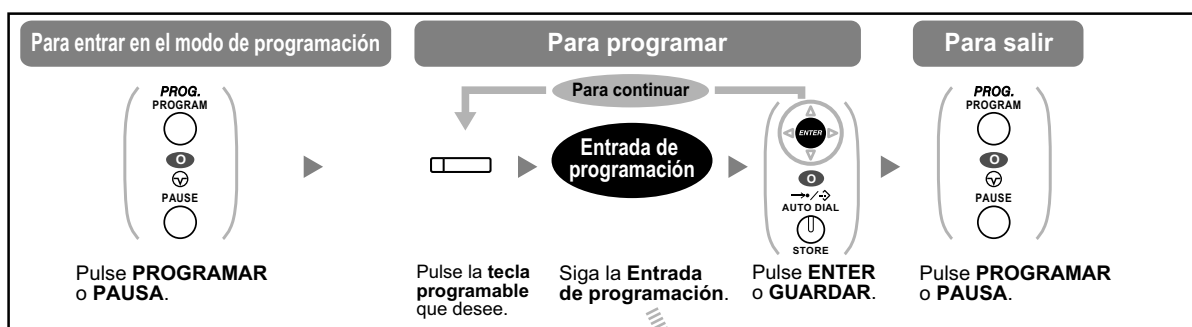 Para entrar en el modo de programación
Para programar
Para salir
Para continuar
PROG.
PROGRAM
O
PAUSE
Entrada de
programación
ENTER
O
AUTO DIAL
STORE
PROG.
PROGRAM
O
PAUSE
Pulse PROGRAMAR
o PAUSA.
Pulse la tecla
programable
que desee.
Siga la Entrada
de programación.
Pulse ENTER
o GUARDAR.
Pulse PROGRAMAR
o PAUSA.